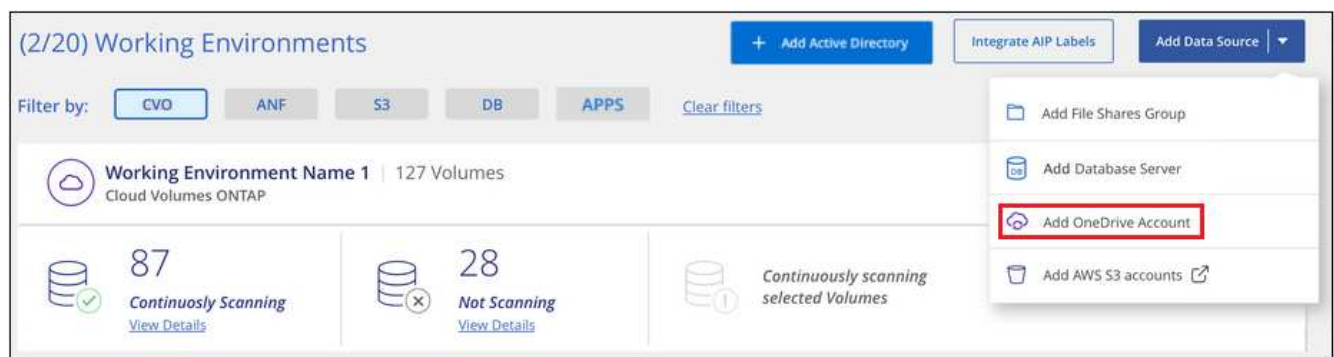 (2/20) Working Environments
+ Add Active Directory
Integrate AIP Labels
Add Data Source
Filter by:
CVO
ANF
S3
DB
APPS
Clear filters
Add File Shares Group
DB
Add Database Server
Add OneDrive Account
Add AWS S3 accounts
Working Environment Name 1 | 127 Volumes
Cloud Volumes ONTAP
87
Continuosly Scanning
View Details
28
Not Scanning
View Details
Continuously scanning
selected Volumes